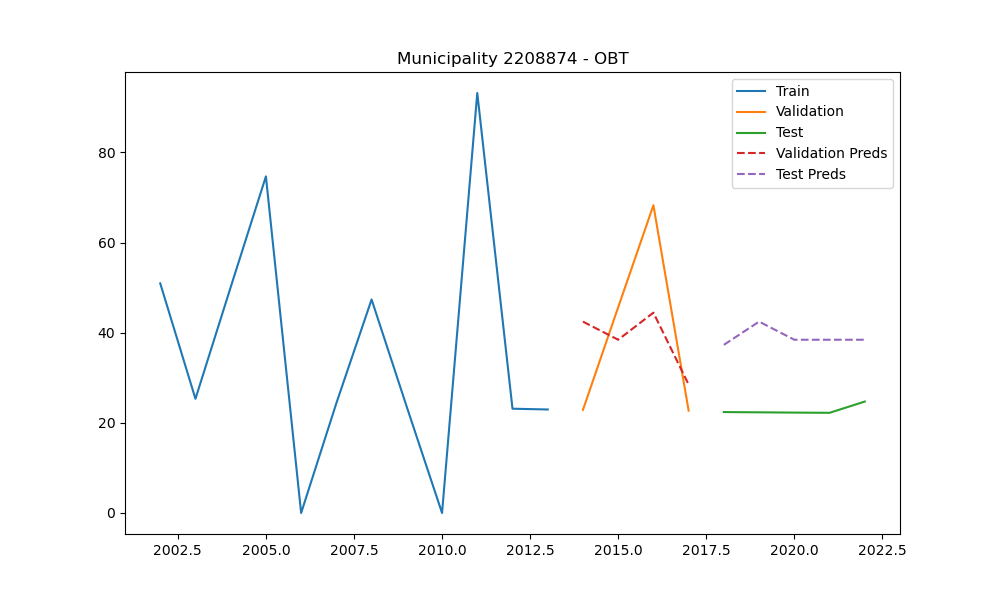 Municipality 2208874 - OBT
Train
Validation
Test
Validation Preds
Test Preds
80
60
40
20
0
2002.5 2005.0 2007.5 2010.0 2012.5 2015.0 2017.5 2020.0 2022.5